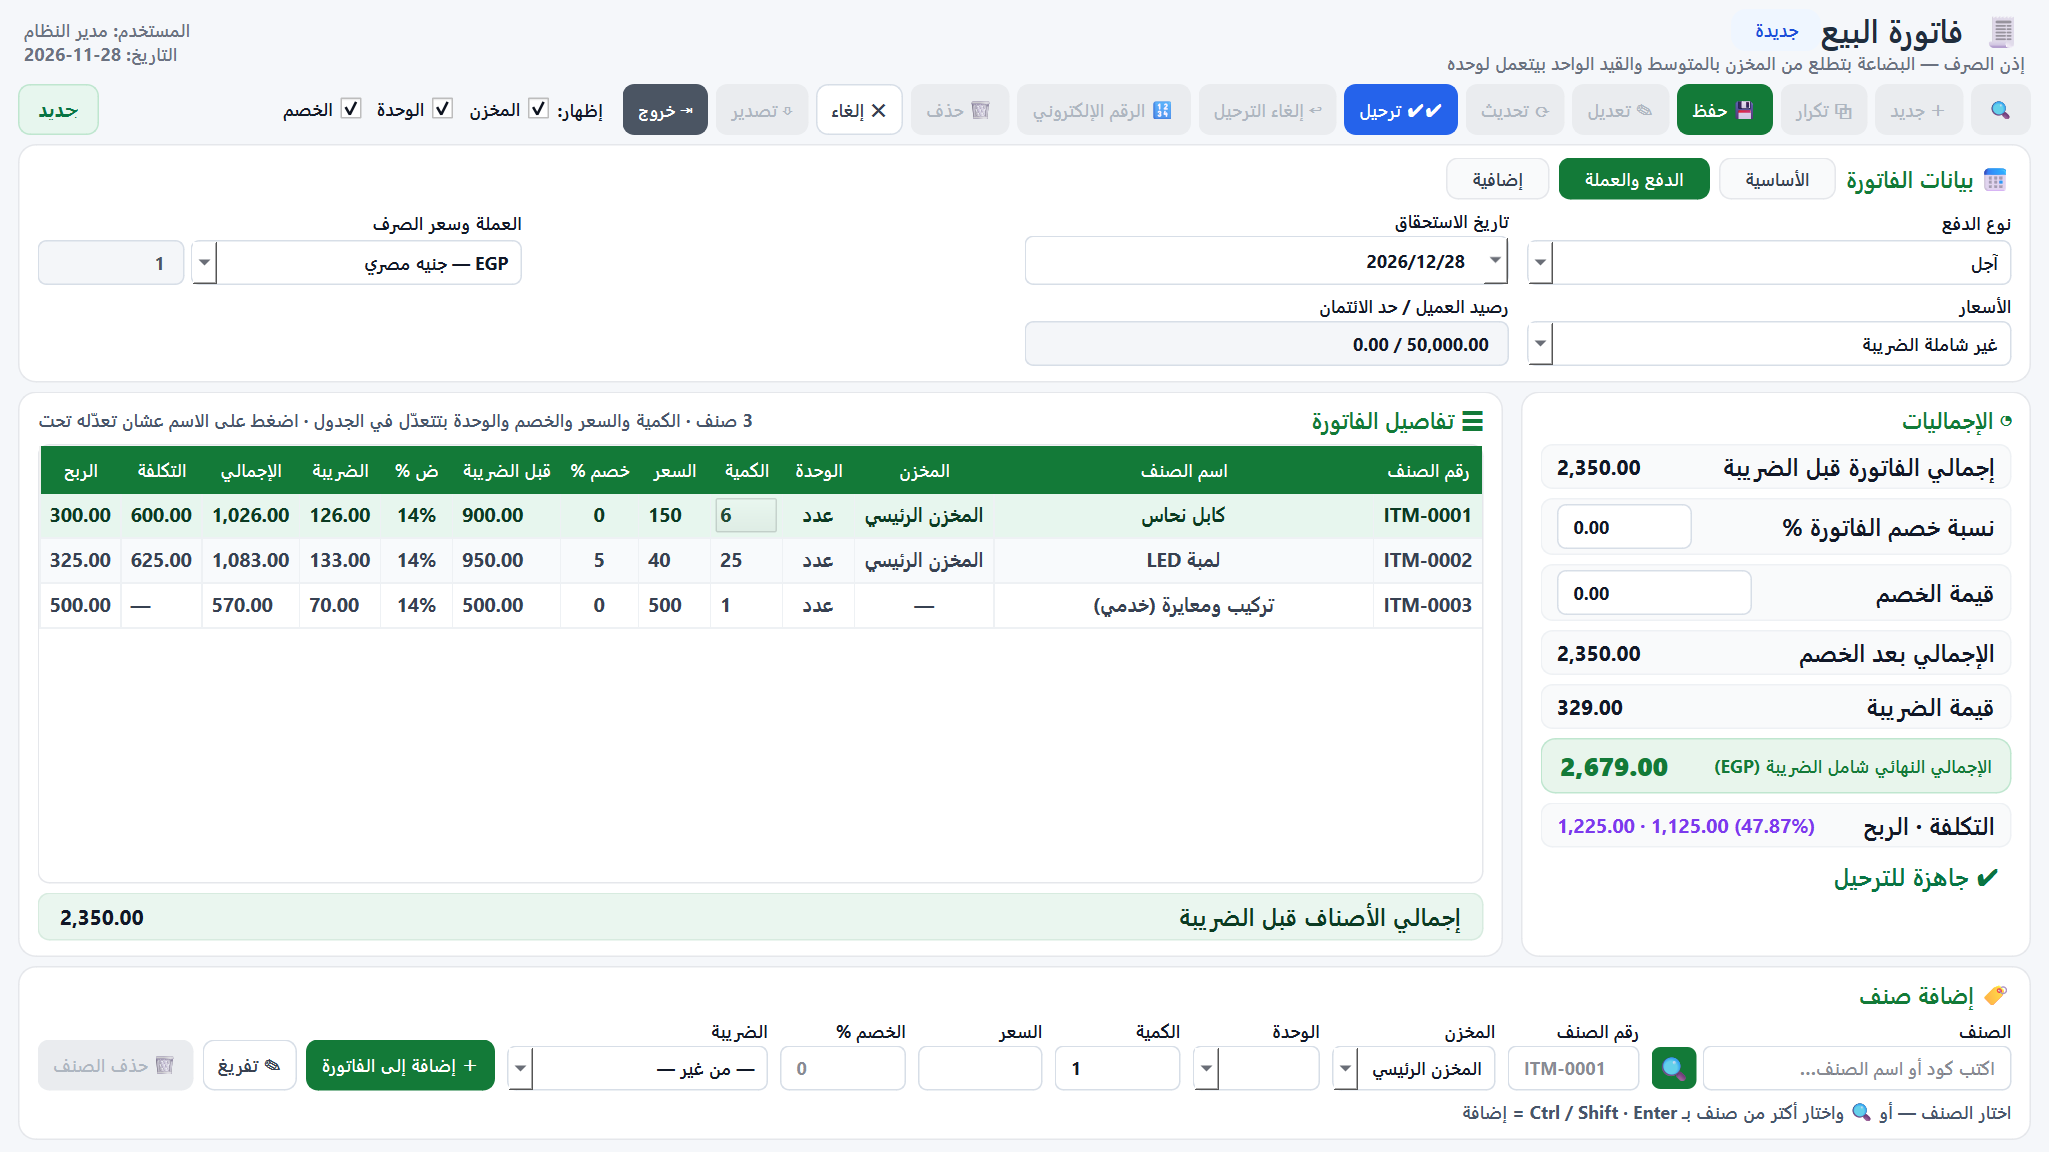 فاتورة البيع جديدة
إذن الصرف — البضاعة بتطلع من المخزن بالمتوسط والقيد الواحد بيتعمل لوحده
المستخدم: مدير النظام
التاريخ: 28-11-2026
+ جديد
تكرار
حفظ
تعديل
تحديث
ترحيل
إلغاء الترحيل
الرقم الإلكتروني
حذف
إلغاء
تصدير
خروج
إظهار: المخزن الوحدة الخصم
جديد
بيانات الفاتورة
الأساسية
الدفع والعملة
إضافية
نوع الدفع
آجل
تاريخ الاستحقاق
2026/12/28
العملة وسعر الصرف
EGP — جنيه مصري
1
الأسعار
غير شاملة الضريبة
رصيد العميل / حد الائتمان
0.00 / 50,000.00
الإجماليات
إجمالي الفاتورة قبل الضريبة 2,350.00
نسبة خصم الفاتورة % 0.00
قيمة الخصم 0.00
الإجمالي بعد الخصم 2,350.00
قيمة الضريبة 329.00
الإجمالي النهائي شامل الضريبة (EGP) 2,679.00
التكلفة · الربح 1,225.00 · 1,125.00 (47.87%)
✔ جاهزة للترحيل
تفاصيل الفاتورة
3 صنف · الكمية والسعر والخصم والوحدة بتتعدّل في الجدول · اضغط على الاسم عشان تعدّله تحت
رقم الصنف اسم الصنف المخزن الوحدة الكمية السعر خصم % قبل الضريبة ض % الضريبة الإجمالي التكلفة الربح
ITM-0001 كابل نحاس المخزن الرئيسي عدد 6 150 0 900.00 14% 126.00 1,026.00 600.00 300.00
ITM-0002 لمبة LED المخزن الرئيسي عدد 25 40 5 950.00 14% 133.00 1,083.00 625.00 325.00
ITM-0003 تركيب ومعايرة (خدمي) — عدد 1 500 0 500.00 14% 70.00 570.00 — 500.00
إجمالي الأصناف قبل الضريبة 2,350.00
إضافة صنف
الصنف
اكتب كود أو اسم الصنف...
رقم الصنف
ITM-0001
المخزن
المخزن الرئيسي
الوحدة
الكمية
1
السعر
الخصم %
0
الضريبة
— من غير —
+ إضافة إلى الفاتورة
تفريغ
حذف الصنف
اختار الصنف — أو 🔍 واختار أكتر من صنف بـ Ctrl / Shift · Enter = إضافة